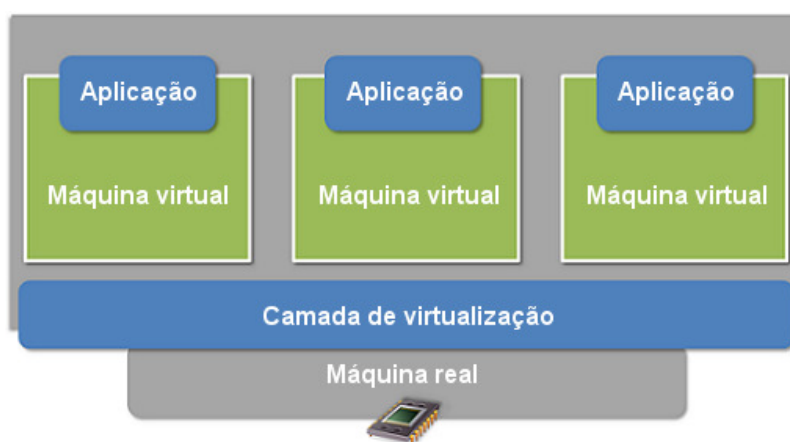 Aplicação
Aplicação
Aplicação
Máquina virtual
Máquina virtual
Máquina virtual
Camada de virtualização
Máquina real